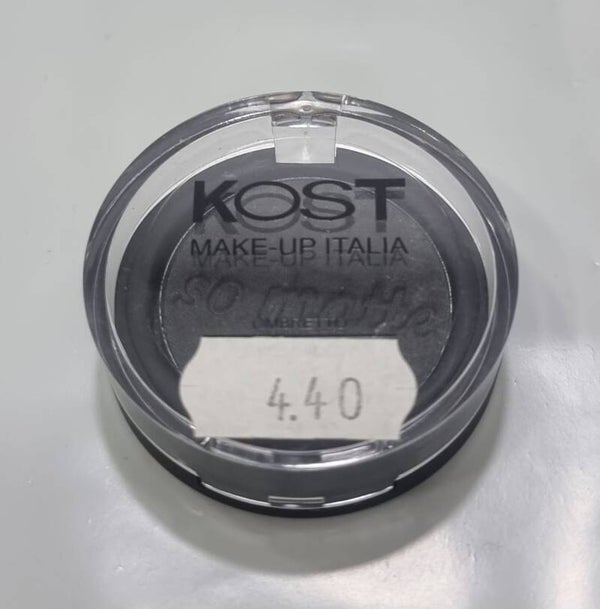 KOST
MAKE-UP ITALIA
so matte
OMBRETTO
4.40